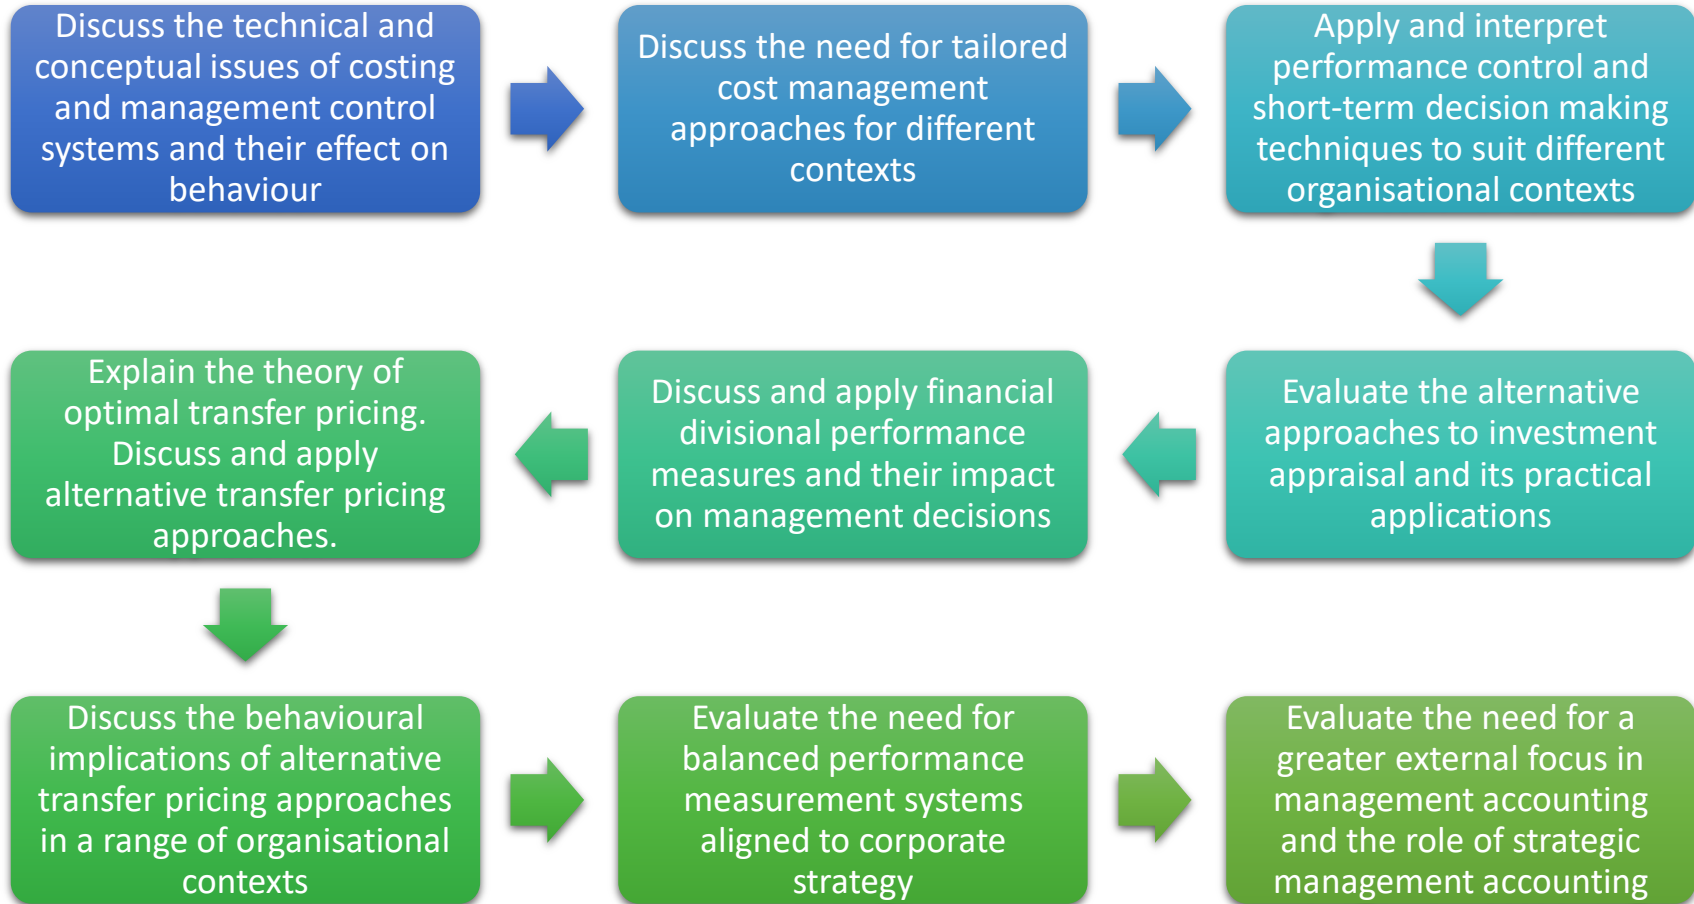 Discuss the technical and
conceptual issues of costing
and management control
systems and their effect on
behaviour
Discuss the need for tailored
cost management
approaches for different
contexts
Apply and interpret
performance control and
short-term decision making
techniques to suit different
organisational contexts
Evaluate the alternative
approaches to investment
appraisal and its practical
applications
Discuss and apply financial
divisional performance
measures and their impact
on management decisions
Explain the theory of
optimal transfer pricing.
Discuss and apply
alternative transfer pricing
approaches.
Discuss the behavioural
implications of alternative
transfer pricing approaches
in a range of organisational
contexts
Evaluate the need for
balanced performance
measurement systems
aligned to corporate
strategy
Evaluate the need for a
greater external focus in
management accounting
and the role of strategic
management accounting